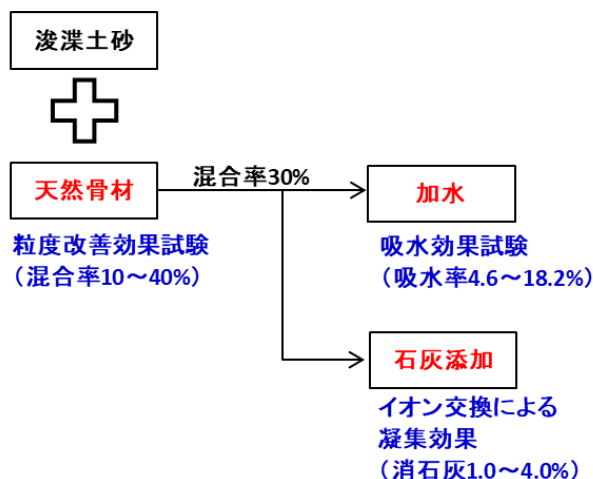 浚渫土砂
天然骨材
混合率30%
加水
粒度改善効果試験
（混合率10～40%）
吸水効果試験
（吸水率4.6～18.2%）
石灰添加
イオン交換による
凝集効果
（消石灰1.0～4.0%）